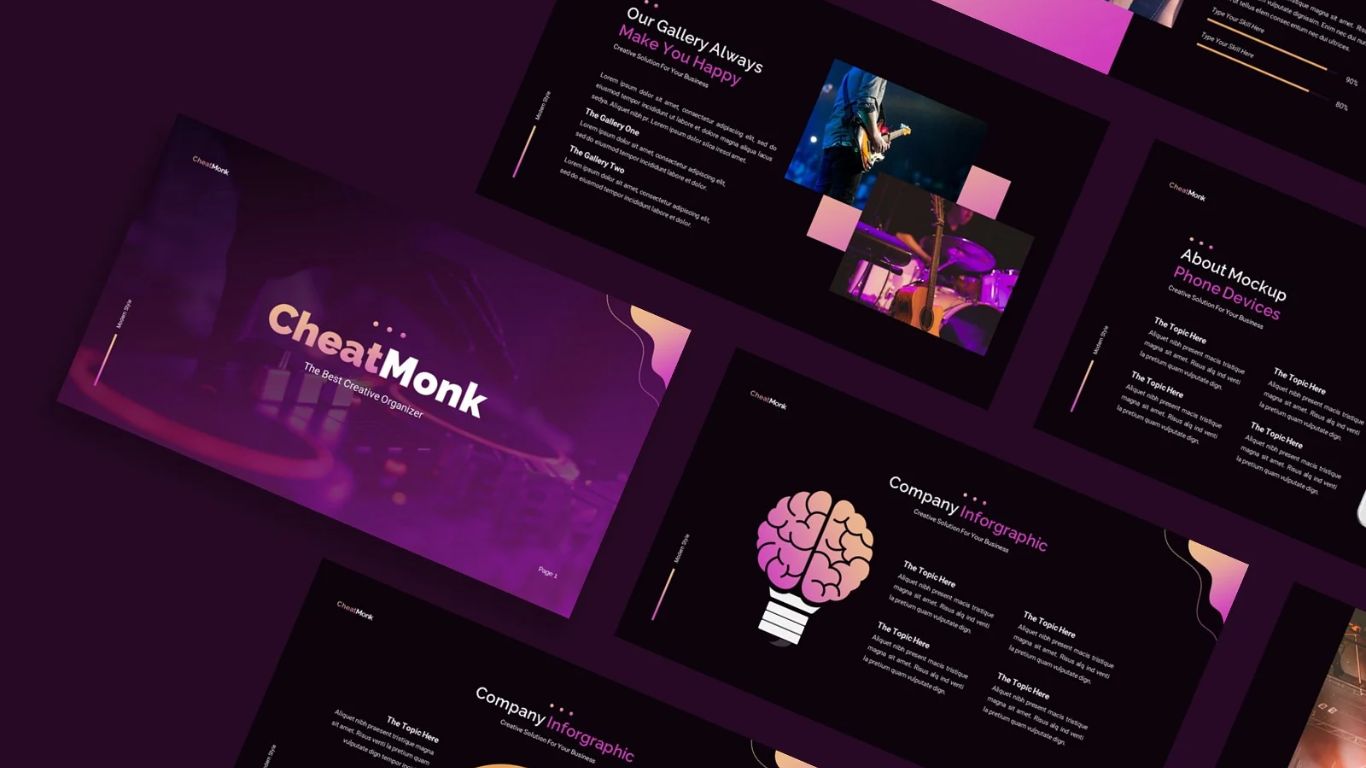 CheatMonk
Moden Style
CheatMonk
The Best Creative Organizer
Page 1
Our Gallery Always
Make You Happy
Creative Solution For Your Business
Lorem ipsum dolor sit amet, consectetur adipiscing elit, sed do
eiusmod tempor incididunt ut labore et dolore magna aliqua lacus
sedya. Aliquet nibh pr. Lorem ipsum dolor silce iresol amet.
The Gallery One
Lorem ipsum dolor sit amet, consectetur adipiscing elit,
sed do eiusmod tempor incididunt labore et dolor.
The Gallery Two
Lorem ipsum dolor sit amet, consectetur adipiscing elit,
sed do eiusmod tempor incididunt labore et dolor.
Moden Style
Type Your Skill Here
90%
Type Your Skill Here
80%
CheatMonk
About Mockup
Phone Devices
Creative Solution For Your Business
The Topic Here
Aliquet nibh present macis tristique
magna sit amet. Risus alq ind venti
la pretium quam vulputate dign.
The Topic Here
Aliquet nibh present macis tristique
magna sit amet. Risus alq ind venti
la pretium quam vulputate dign.
The Topic Here
Aliquet nibh present macis tristique
magna sit amet. Risus alq ind venti
la pretium quam vulputate dign.
The Topic Here
Aliquet nibh present macis tristique
magna sit amet. Risus alq ind venti
la pretium quam vulputate dign.
Moden Style
CheatMonk
Company Inforgraphic
Creative Solution For Your Business
The Topic Here
Aliquet nibh present macis tristique
magna sit amet. Risus alq ind venti
la pretium quam vulputate dign.
The Topic Here
Aliquet nibh present macis tristique
magna sit amet. Risus alq ind venti
la pretium quam vulputate dign.
The Topic Here
Aliquet nibh present macis tristique
magna sit amet. Risus alq ind venti
la pretium quam vulputate dign.
The Topic Here
Aliquet nibh present macis tristique
magna sit amet. Risus alq ind venti
la pretium quam vulputate dign.
Moden Style
CheatMonk
Company Inforgraphic
Creative Solution For Your Business
The Topic Here
Aliquet nibh praesent tristique magna
sit amet. Risus venti la pretium quam
vulputate dign tempor
Style